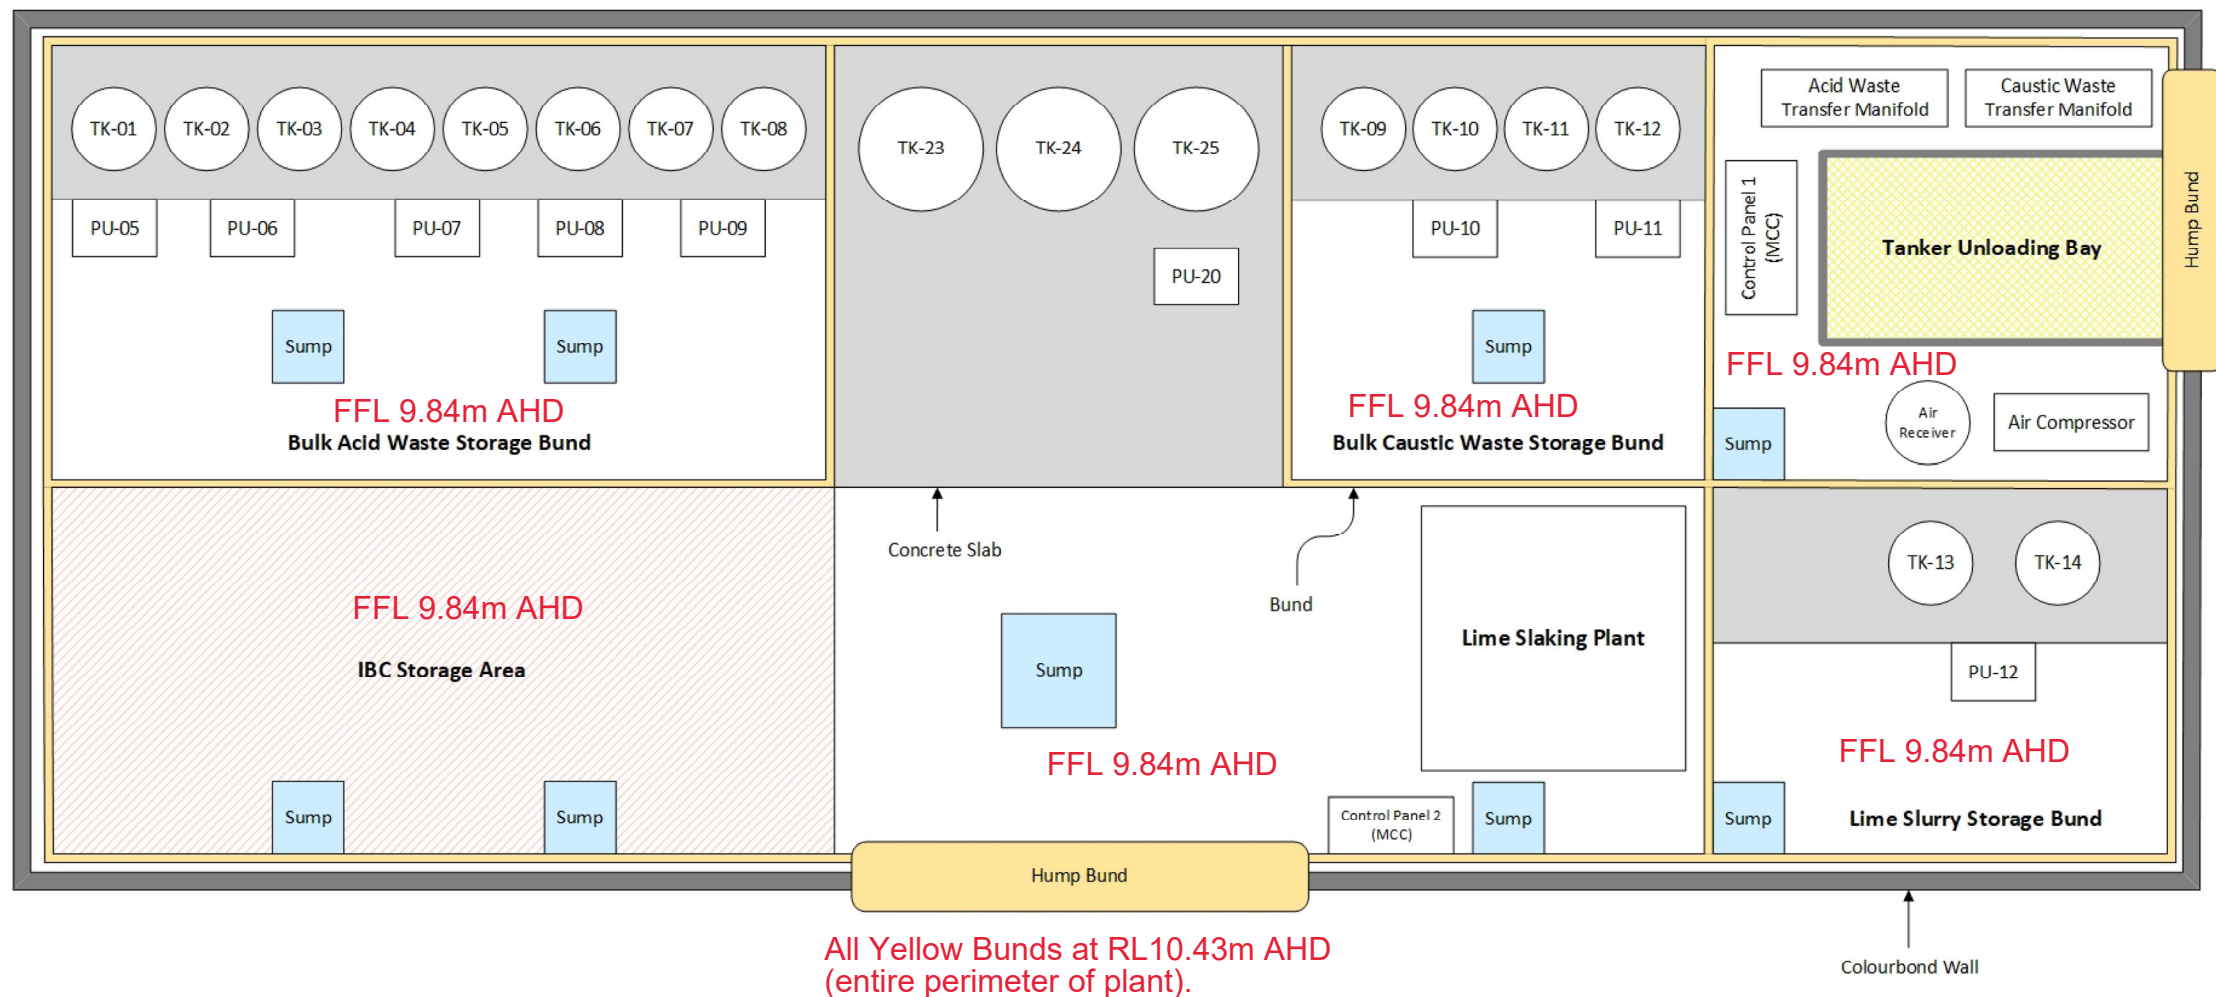 TK-01
TK-02
TK-03
TK-04
TK-05
TK-06
TK-07
TK-08
PU-05
PU-06
PU-07
PU-08
PU-09
Sump
Sump
FFL 9.84m AHD
Bulk Acid Waste Storage Bund
TK-23
TK-24
TK-25
PU-20
TK-09
TK-10
TK-11
TK-12
PU-10
PU-11
Sump
FFL 9.84m AHD
Bulk Caustic Waste Storage Bund
Acid Waste
Transfer Manifold
Caustic Waste
Transfer Manifold
Control Panel 1
(MCC)
Tanker Unloading Bay
Hump Bund
FFL 9.84m AHD
Sump
Air
Receiver
Air Compressor
FFL 9.84m AHD
IBC Storage Area
Sump
Sump
Concrete Slab
Bund
Sump
FFL 9.84m AHD
Lime Slaking Plant
Control Panel 2
(MCC)
Sump
TK-13
TK-14
PU-12
FFL 9.84m AHD
Sump
Lime Slurry Storage Bund
Hump Bund
All Yellow Bunds at RL10.43m AHD
(entire perimeter of plant).
Colourbond Wall